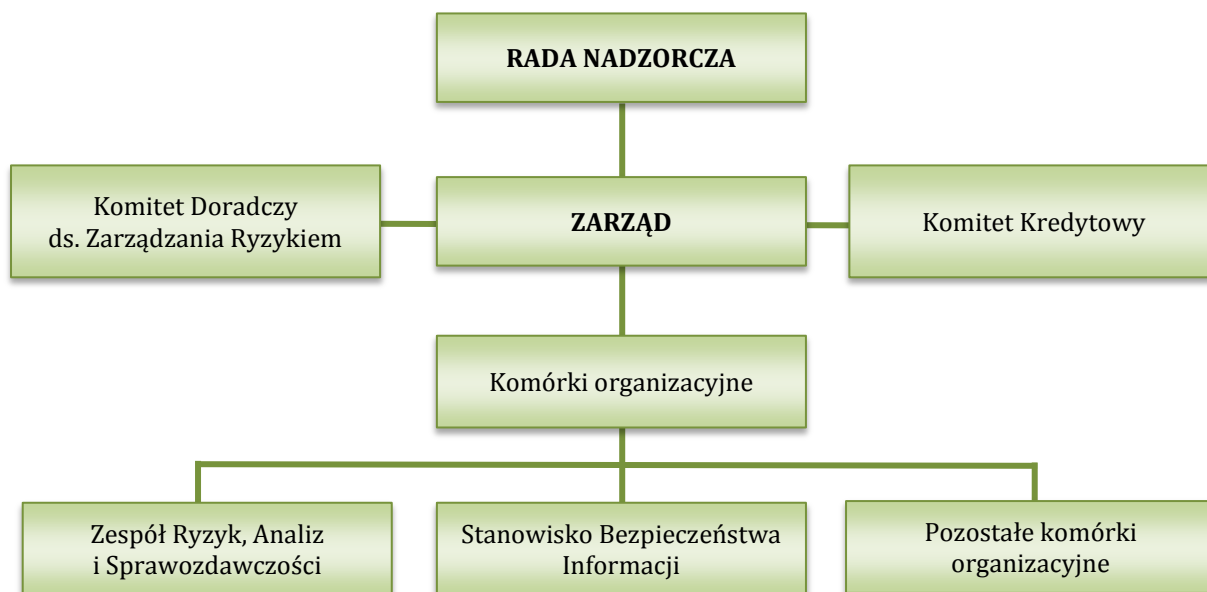 RADA NADZORCZA
Komitet Doradczy
ds. Zarządzania Ryzykiem
ZARZĄD
Komitet Kredytowy
Komórki organizacyjne
Zespół Ryzyk, Analiz
i Sprawozdawczości
Stanowisko Bezpieczeństwa
Informacji
Pozostałe komórki
organizacyjne